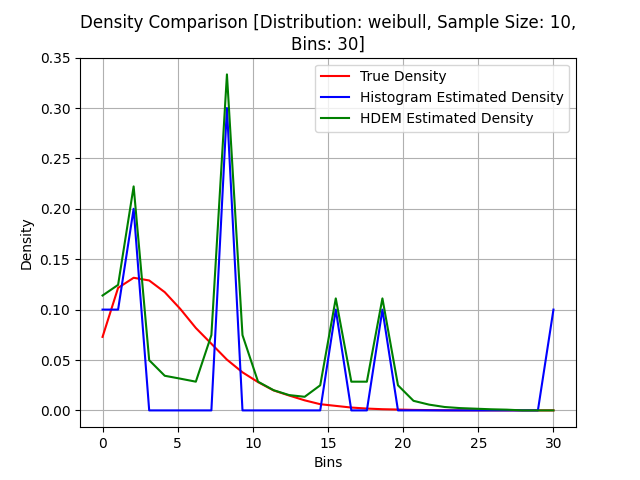 Density Comparison [Distribution: weibull, Sample Size: 10,
Bins: 30]
True Density
Histogram Estimated Density
HDEM Estimated Density
Density
0.35
0.30
0.25
0.20
0.15
0.10
0.05
0.00
0 5 10 15 20 25 30
Bins